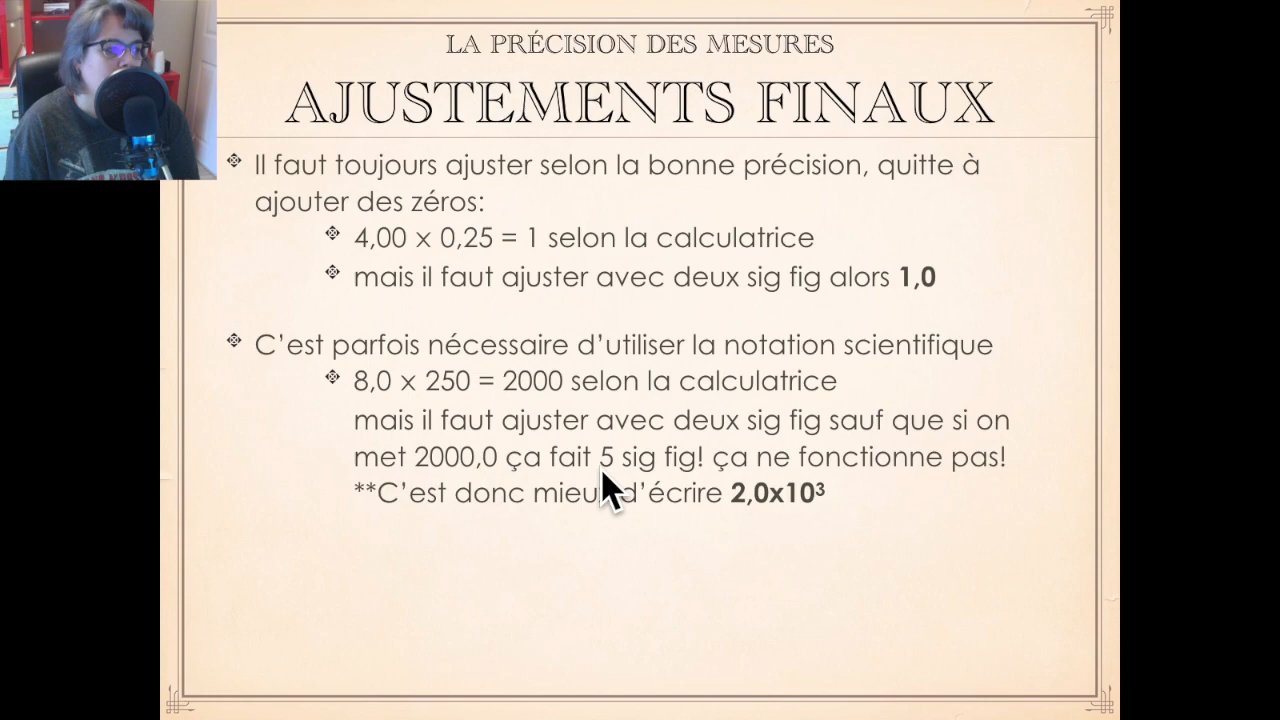 LA PRÉCISION DES MESURES
AJUSTEMENTS FINAUX
Il faut toujours ajuster selon la bonne précision, quitte à
ajouter des zéros:
4,00 x 0,25 = 1 selon la calculatrice
mais il faut ajuster avec deux sig fig alors 1,0
C'est parfois nécessaire d'utiliser la notation scientifique
8,0 x 250 = 2000 selon la calculatrice
mais il faut ajuster avec deux sig fig sauf que si on
met 2000,0 ça fait 5 sig fig! ça ne fonctionne pas!
**C'est donc mieux d'écrire 2,0x10³